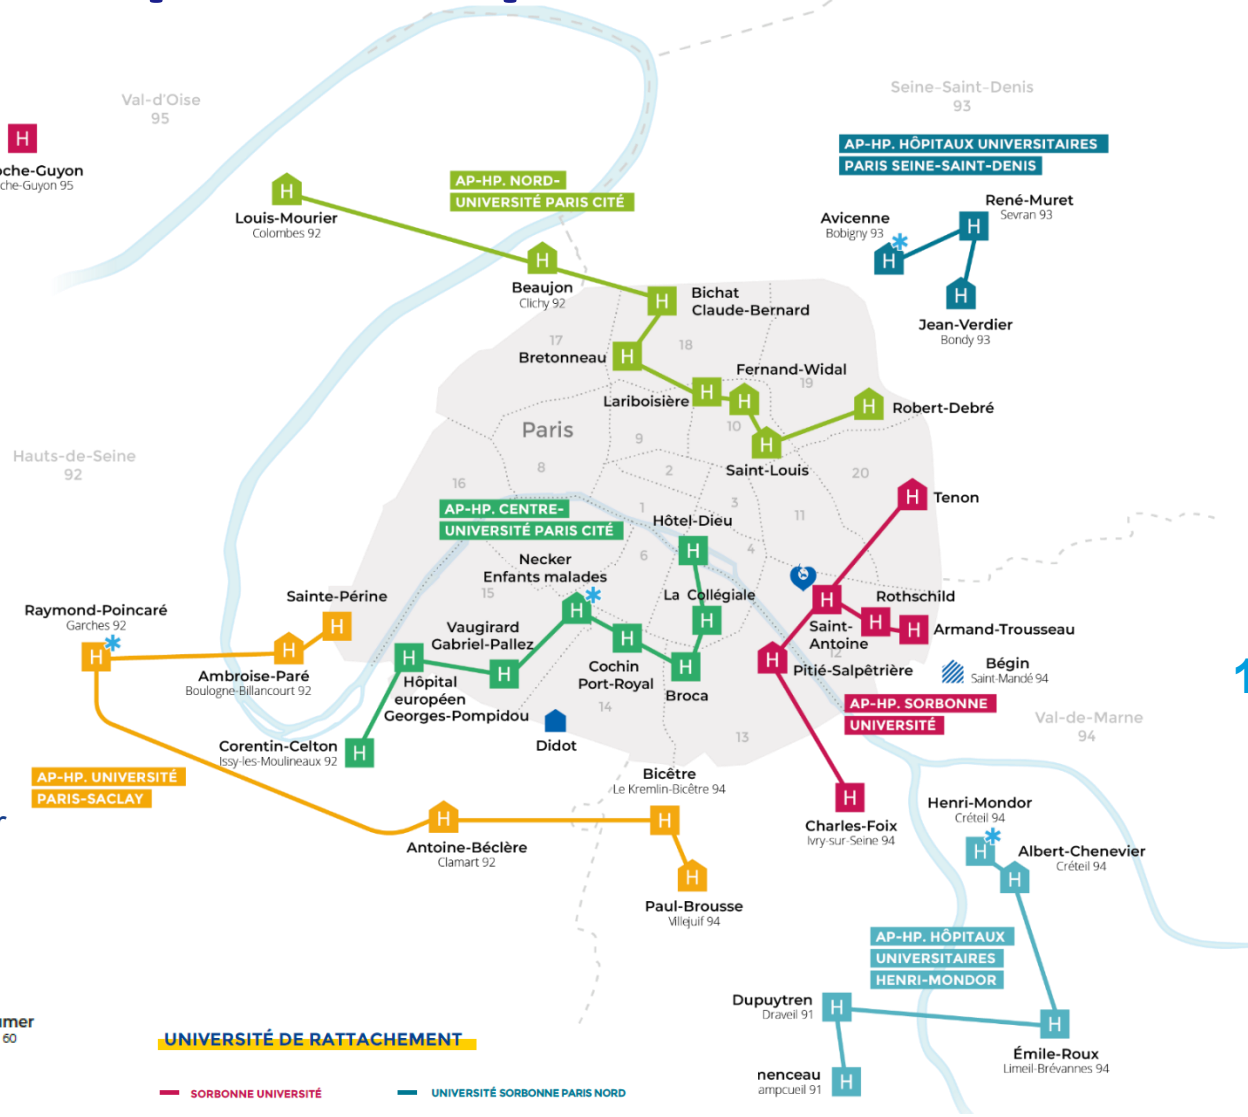 Val-d'Oise
95
Seine-Saint-Denis
93
H
oche-Guyon
che-Guyon 95
AP-HP. HÔPITAUX UNIVERSITAIRES
PARIS SEINE-SAINT-DENIS
AP-HP. NORD-
UNIVERSITÉ PARIS CITÉ
H
Louis-Mourier
Colombes 92
René-Muret
Sevran 93
H
Avicenne
Bobigny 93
H
H
Beaujon
Clichy 92
H
Jean-Verdier
Bondy 93
H
Bichat
Claude-Bernard
17
18
Bretonneau
H
Fernand-Widal
19
Lariboisière
H
H
H
Robert-Debré
10
Paris
9
H
Saint-Louis
Hauts-de-Seine
92
8
2
20
16
H
Tenon
3
1
11
AP-HP. CENTRE-
UNIVERSITÉ PARIS CITÉ
Hôtel-Dieu
H
4
6
Necker
Enfants malades
15
H
La Collégiale
H
Sainte-Périne
H
Raymond-Poincaré
Garches 92
H
H
Ambroise-Paré
Boulogne-Billancourt 92
Vaugirard
Gabriel-Pallez
H
H
Cochin
Port-Royal
H
Broca
H
Hôpital
européen
Georges-Pompidou
H
Saint-
Antoine
Rothschild
H
H
Armand-Trousseau
12
H
Pitié-Salpêtrière
Bégin
Saint-Mandé 94
1
AP-HP. SORBONNE
UNIVERSITÉ
Val-de-Marne
94
14
13
Didot
Corentin-Celton
Issy-les-Moulineaux 92
H
AP-HP. UNIVERSITÉ
PARIS-SACLAY
Bicêtre
Le Kremlin-Bicêtre 94
H
H
Charles-Foix
Ivry-sur-Seine 94
H
Antoine-Béclère
Clamart 92
r
Henri-Mondor
Créteil 94
H
Albert-Chenevier
Créteil 94
H
H
Paul-Brousse
Villejuif 94
AP-HP. HÔPITAUX
UNIVERSITAIRES
HENRI-MONDOR
Dupuytren
Draveil 91
H
H
Émile-Roux
Limeil-Brévannes 94
umer
60
nenceau
ampcueil 91
H
UNIVERSITÉ DE RATTACHEMENT
SORBONNE UNIVERSITÉ
UNIVERSITÉ SORBONNE PARIS NORD